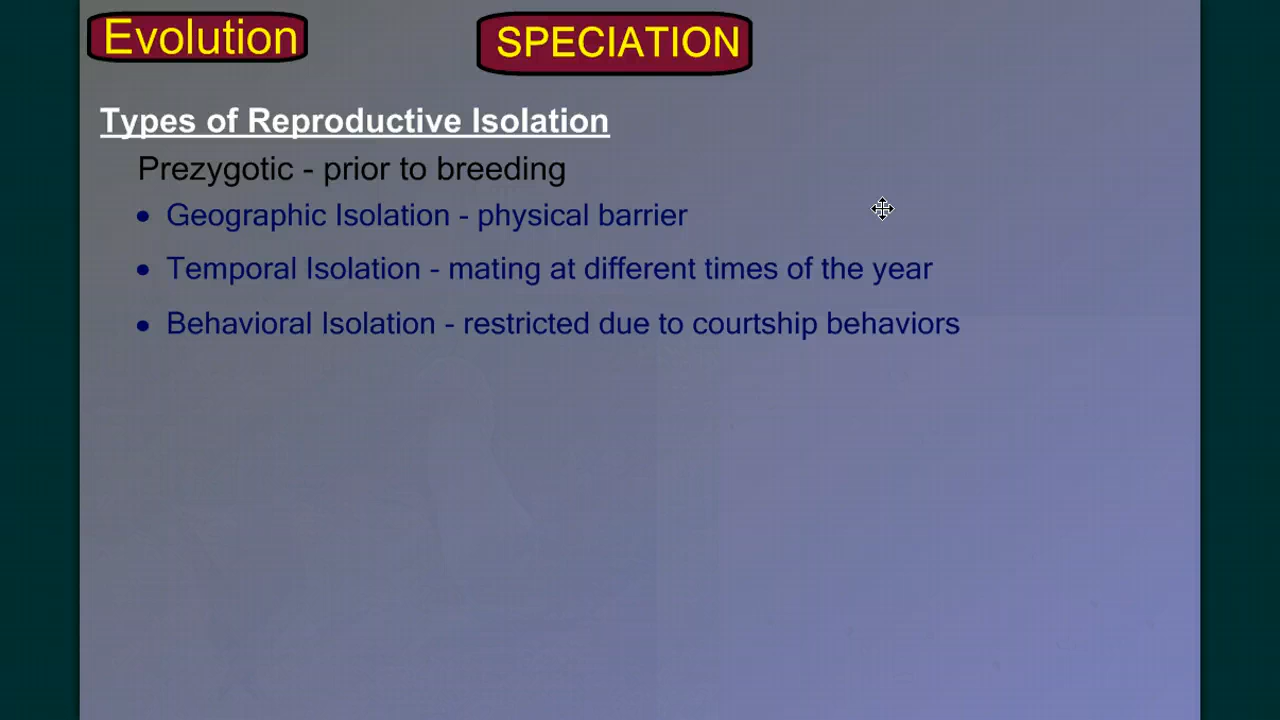 Evolution
SPECIATION
Types of Reproductive Isolation
Prezygotic - prior to breeding
• Geographic Isolation - physical barrier
• Temporal Isolation - mating at different times of the year
• Behavioral Isolation - restricted due to courtship behaviors